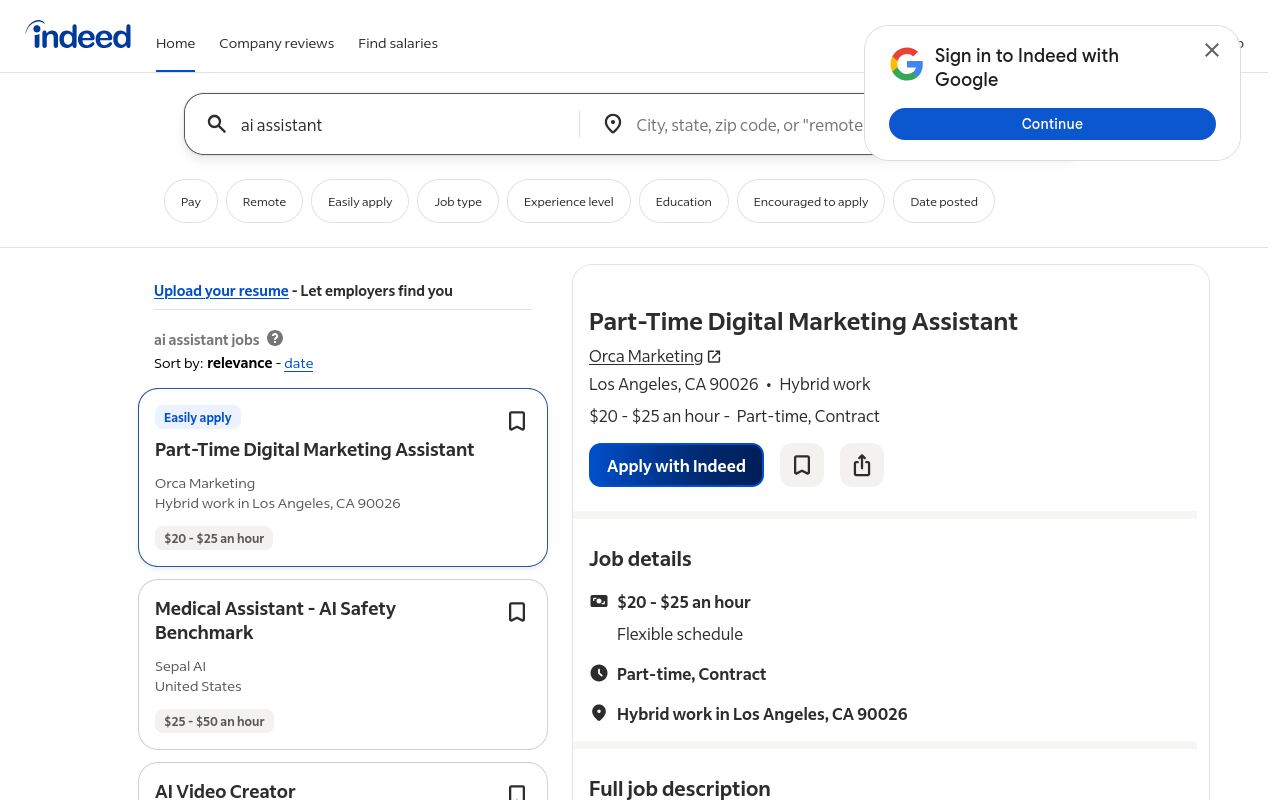 indeed
Home
Company reviews
Find salaries
Sign in to Indeed with
Google
Continue
ai assistant
City, state, zip code, or "remote
Pay
Remote
Easily apply
Job type
Experience level
Education
Encouraged to apply
Date posted
Upload your resume - Let employers find you
ai assistant jobs
Sort by: relevance - date
Easily apply
Part-Time Digital Marketing Assistant
Orca Marketing
Hybrid work in Los Angeles, CA 90026
$20 - $25 an hour
Medical Assistant - AI Safety
Benchmark
Sepal AI
United States
$25 - $50 an hour
AI Video Creator
Part-Time Digital Marketing Assistant
Orca Marketing
Los Angeles, CA 90026 • Hybrid work
$20 - $25 an hour - Part-time, Contract
Apply with Indeed
Job details
$20 - $25 an hour
Flexible schedule
Part-time, Contract
Hybrid work in Los Angeles, CA 90026
Full job description